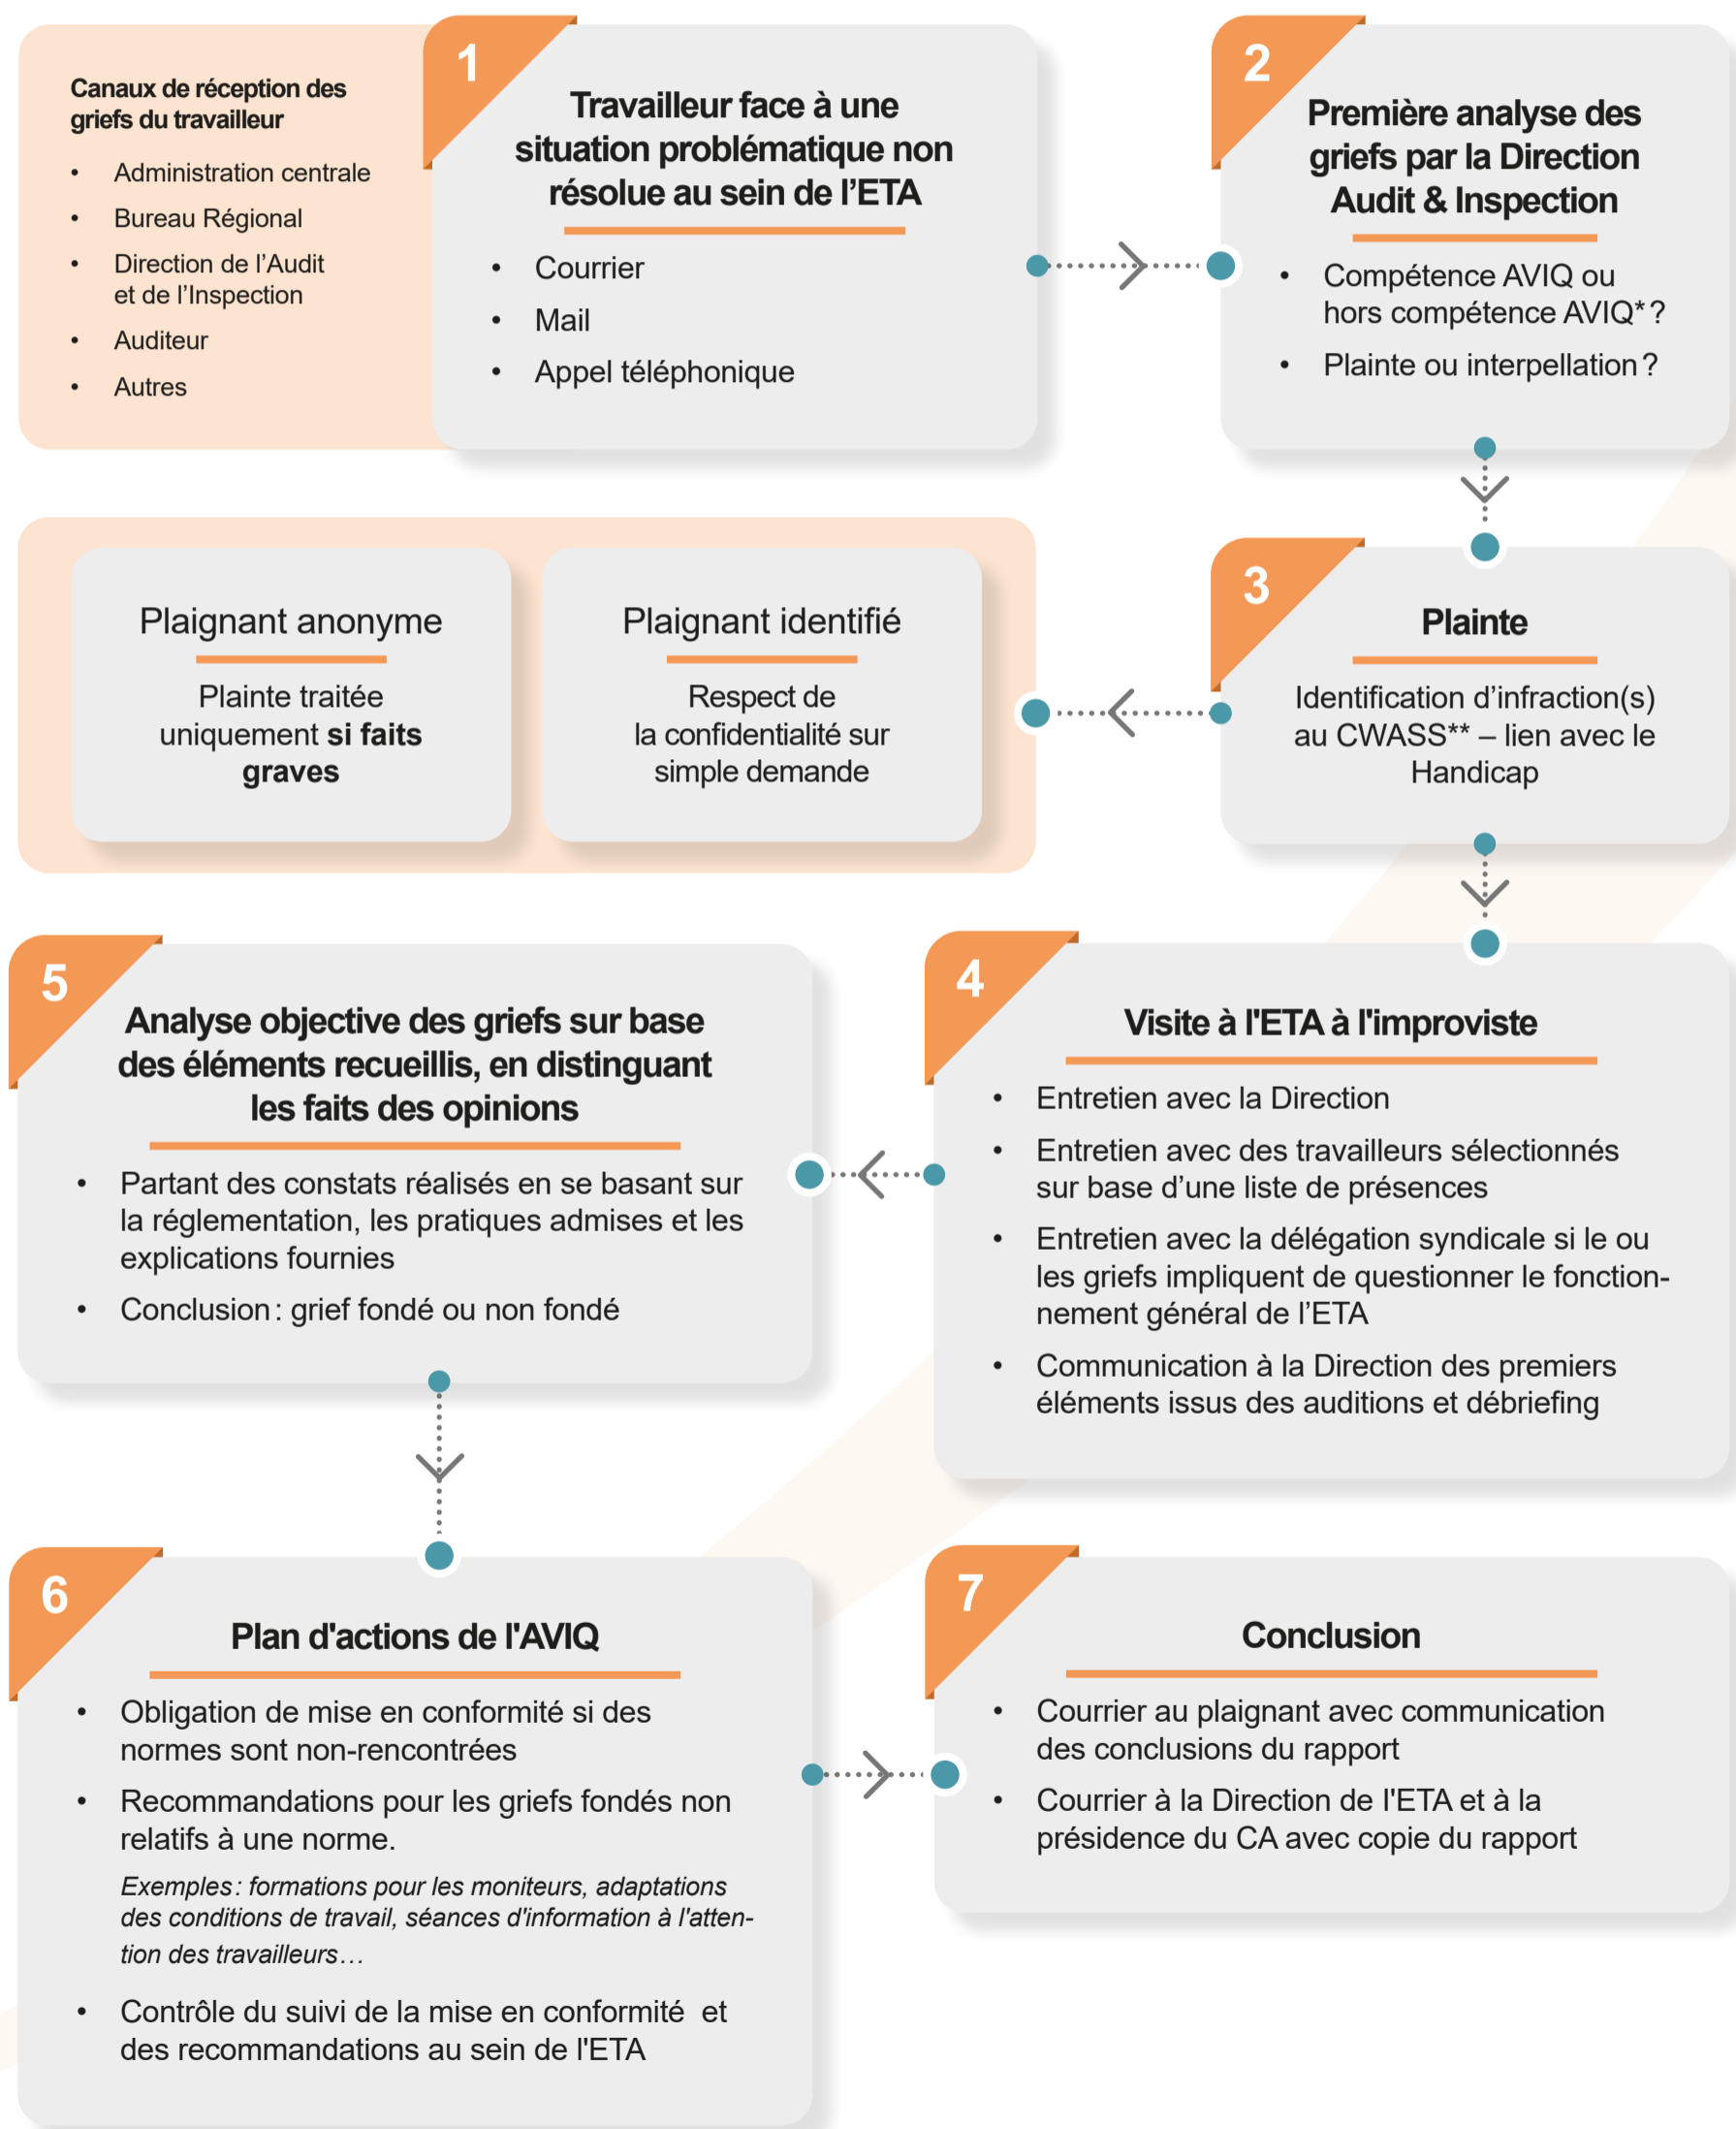 Canaux de réception des
griefs du travailleur
• Administration centrale
• Bureau Régional
• Direction de l’Audit
et de l’Inspection
• Auditeur
• Autres
1
Travailleur face à une
situation problématique non
résolue au sein de l’ETA
• Courrier
• Mail
• Appel téléphonique
2
Première analyse des
griefs par la Direction
Audit & Inspection
• Compétence AVIQ ou
hors compétence AVIQ* ?
• Plainte ou interpellation ?
3
Plainte
Identification d’infraction(s)
au CWASS** – lien avec le
Handicap
Plaignant anonyme
Plainte traitée
uniquement si faits
graves
Plaignant identifié
Respect de
la confidentialité sur
simple demande
4
Visite à l'ETA à l'improviste
• Entretien avec la Direction
• Entretien avec des travailleurs sélectionnés
sur base d’une liste de présences
• Entretien avec la délégation syndicale si le ou
les griefs impliquent de questionner le fonction-
nement général de l’ETA
• Communication à la Direction des premiers
éléments issus des auditions et débriefing
5
Analyse objective des griefs sur base
des éléments recueillis, en distinguant
les faits des opinions
• Partant des constats réalisés en se basant sur
la réglementation, les pratiques admises et les
explications fournies
• Conclusion : grief fondé ou non fondé
6
Plan d'actions de l'AVIQ
• Obligation de mise en conformité si des
normes sont non-rencontrées
• Recommandations pour les griefs fondés non
relatifs à une norme.
Exemples : formations pour les moniteurs, adaptations
des conditions de travail, séances d'information à l'atten-
tion des travailleurs…
• Contrôle du suivi de la mise en conformité et
des recommandations au sein de l'ETA
7
Conclusion
• Courrier au plaignant avec communication
des conclusions du rapport
• Courrier à la Direction de l'ETA et à la
présidence du CA avec copie du rapport